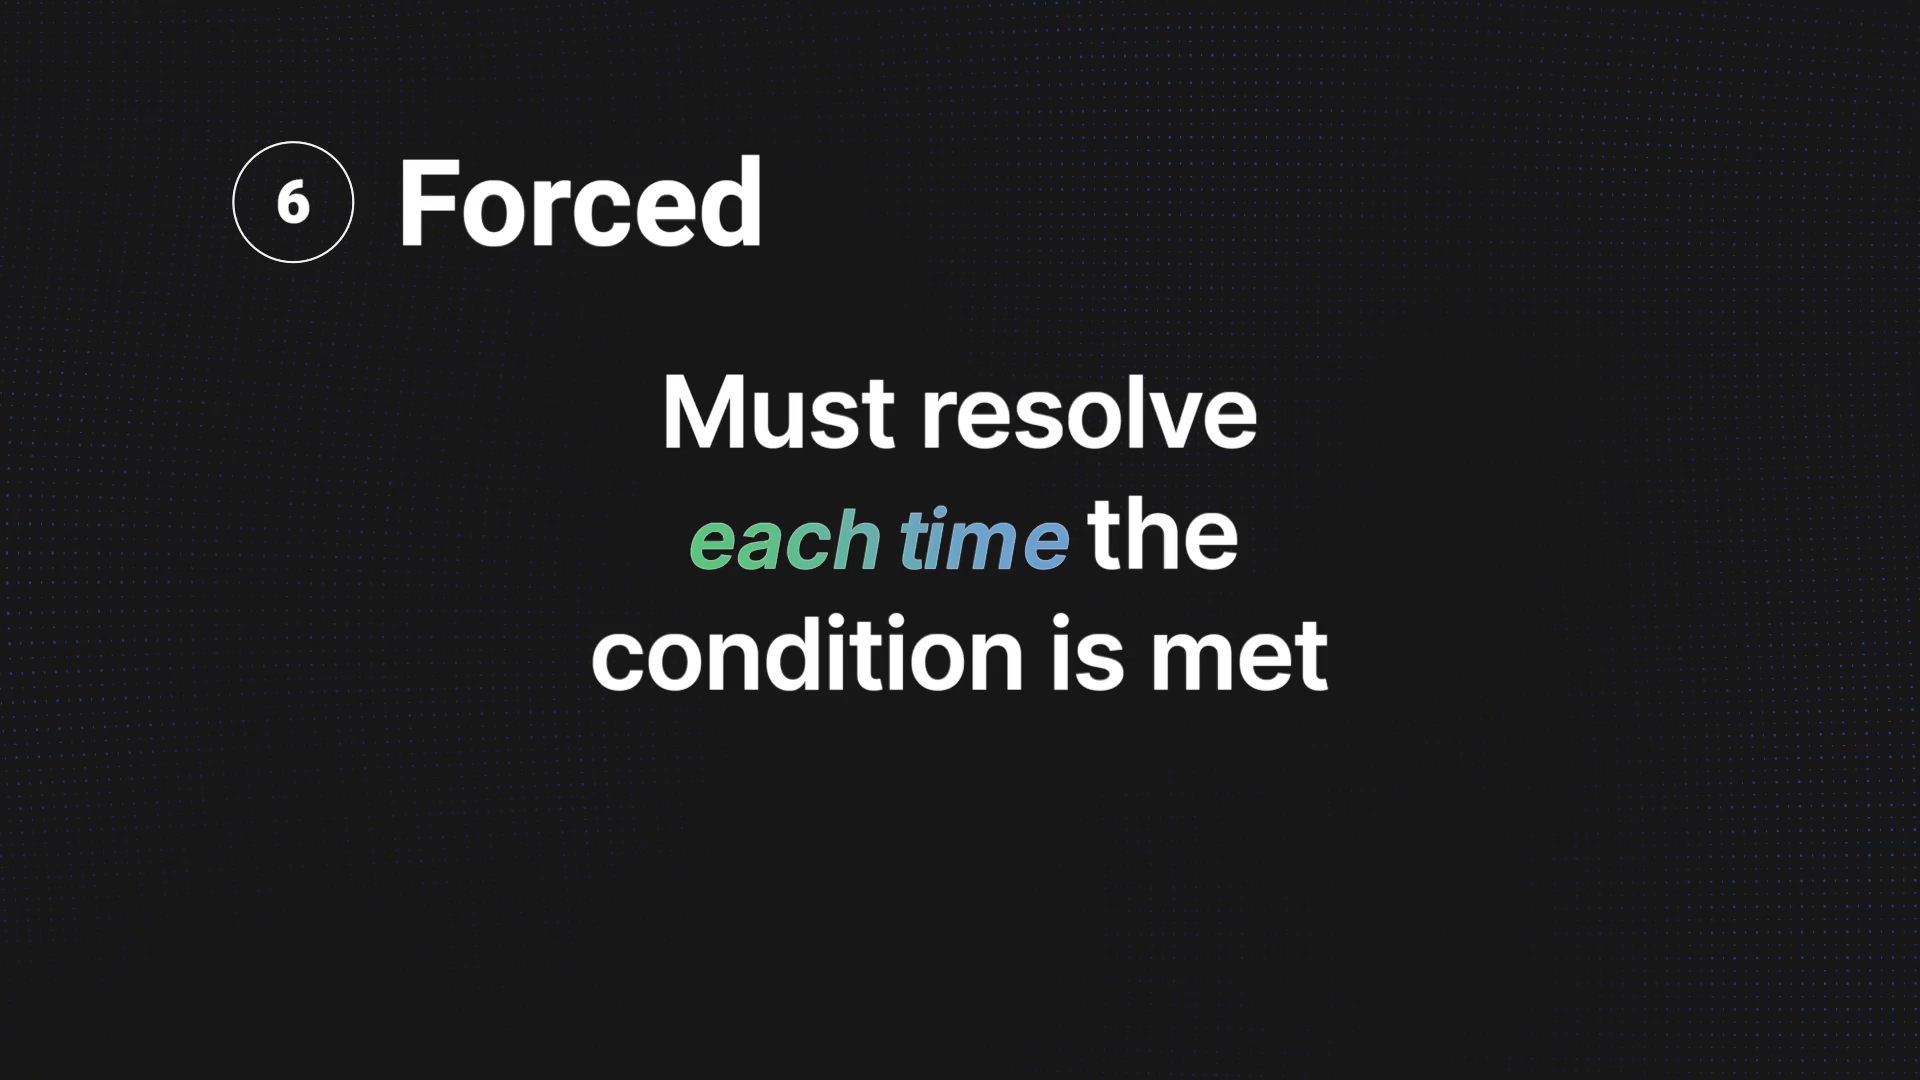 6 Forced
Must resolve
each time the
condition is met